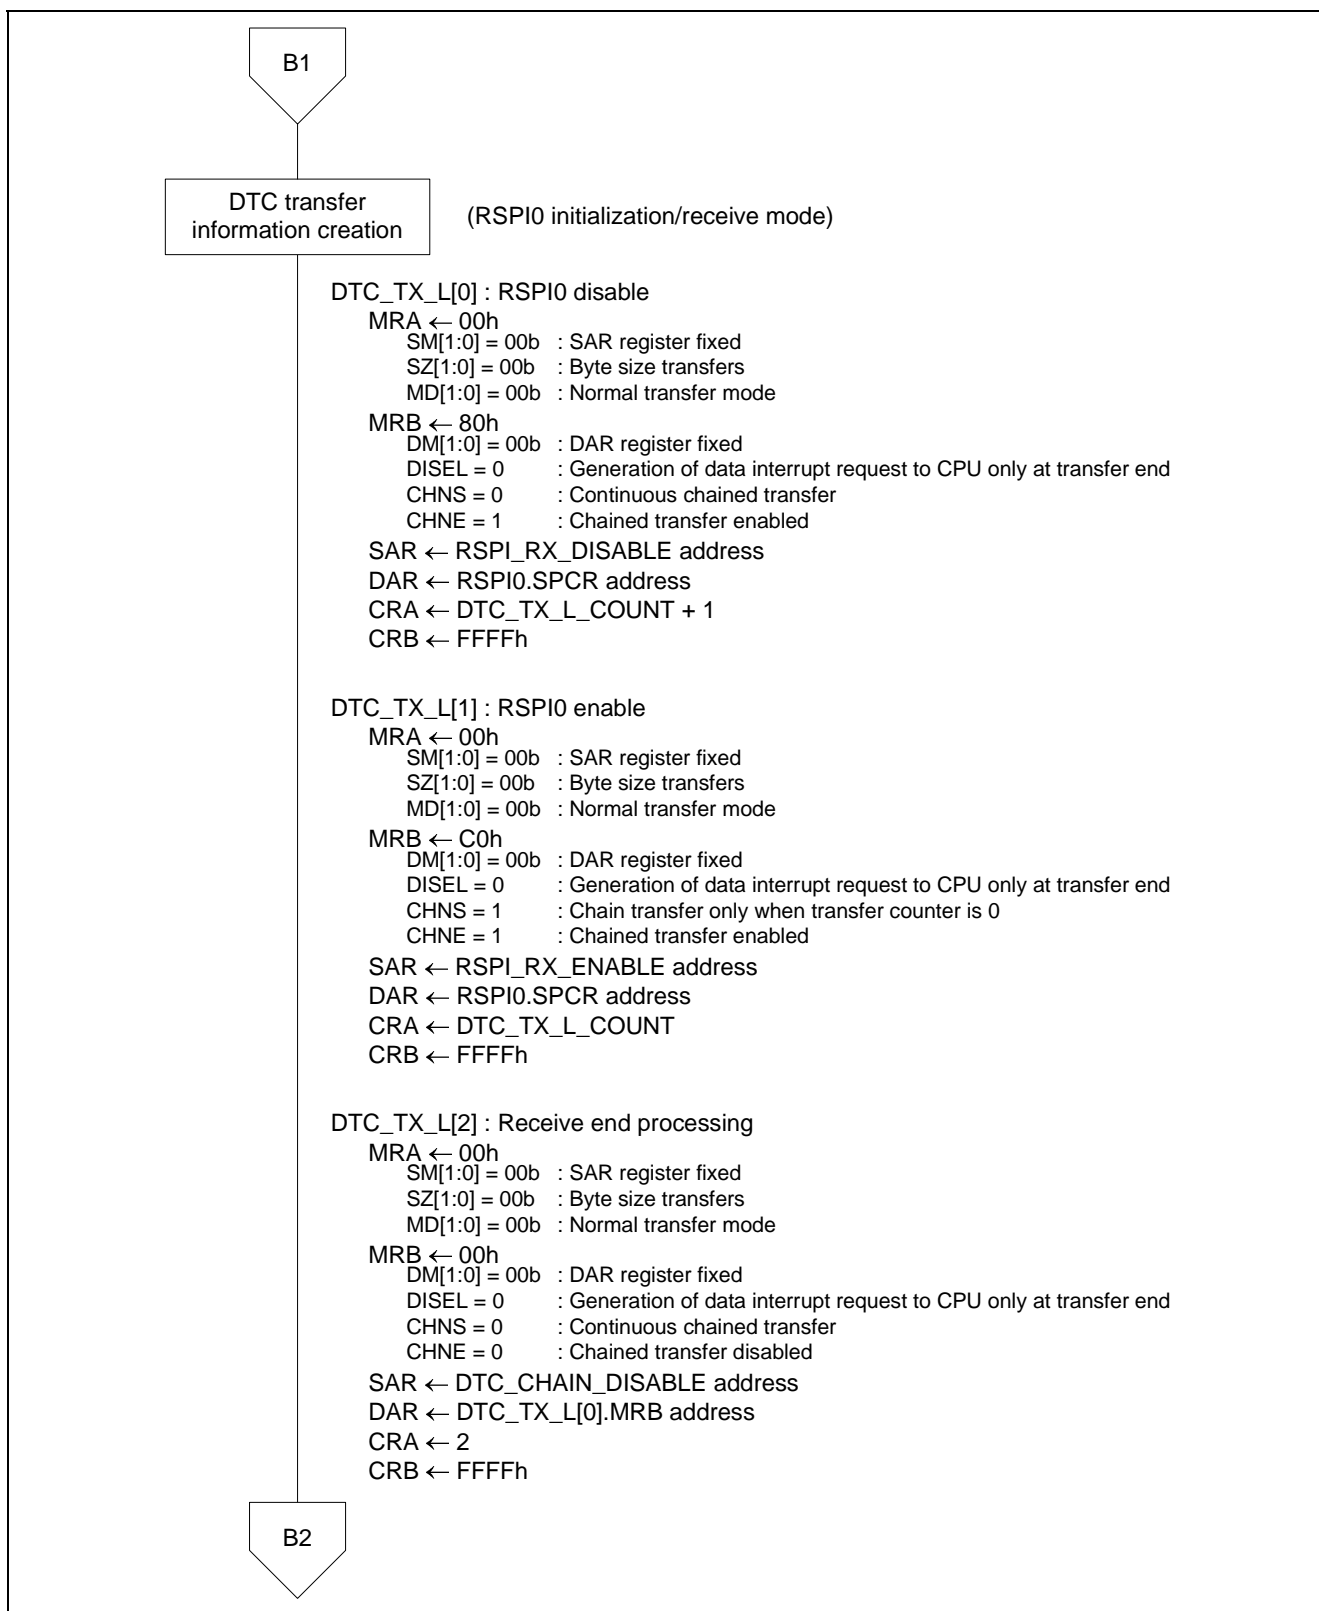 B1
DTC transfer
information creation
(RSPI0 initialization/receive mode)
DTC_TX_L[0] : RSPI0 disable
MRA ← 00h
SM[1:0] = 00b : SAR register fixed
SZ[1:0] = 00b : Byte size transfers
MD[1:0] = 00b : Normal transfer mode
MRB ← 80h
DM[1:0] = 00b : DAR register fixed
DISEL = 0 : Generation of data interrupt request to CPU only at transfer end
CHNS = 0 : Continuous chained transfer
CHNE = 1 : Chained transfer enabled
SAR ← RSPI_RX_DISABLE address
DAR ← RSPI0.SPCR address
CRA ← DTC_TX_L_COUNT + 1
CRB ← FFFFh
DTC_TX_L[1] : RSPI0 enable
MRA ← 00h
SM[1:0] = 00b : SAR register fixed
SZ[1:0] = 00b : Byte size transfers
MD[1:0] = 00b : Normal transfer mode
MRB ← C0h
DM[1:0] = 00b : DAR register fixed
DISEL = 0 : Generation of data interrupt request to CPU only at transfer end
CHNS = 1 : Chain transfer only when transfer counter is 0
CHNE = 1 : Chained transfer enabled
SAR ← RSPI_RX_ENABLE address
DAR ← RSPI0.SPCR address
CRA ← DTC_TX_L_COUNT
CRB ← FFFFh
DTC_TX_L[2] : Receive end processing
MRA ← 00h
SM[1:0] = 00b : SAR register fixed
SZ[1:0] = 00b : Byte size transfers
MD[1:0] = 00b : Normal transfer mode
MRB ← 00h
DM[1:0] = 00b : DAR register fixed
DISEL = 0 : Generation of data interrupt request to CPU only at transfer end
CHNS = 0 : Continuous chained transfer
CHNE = 0 : Chained transfer disabled
SAR ← DTC_CHAIN_DISABLE address
DAR ← DTC_TX_L[0].MRB address
CRA ← 2
CRB ← FFFFh
B2